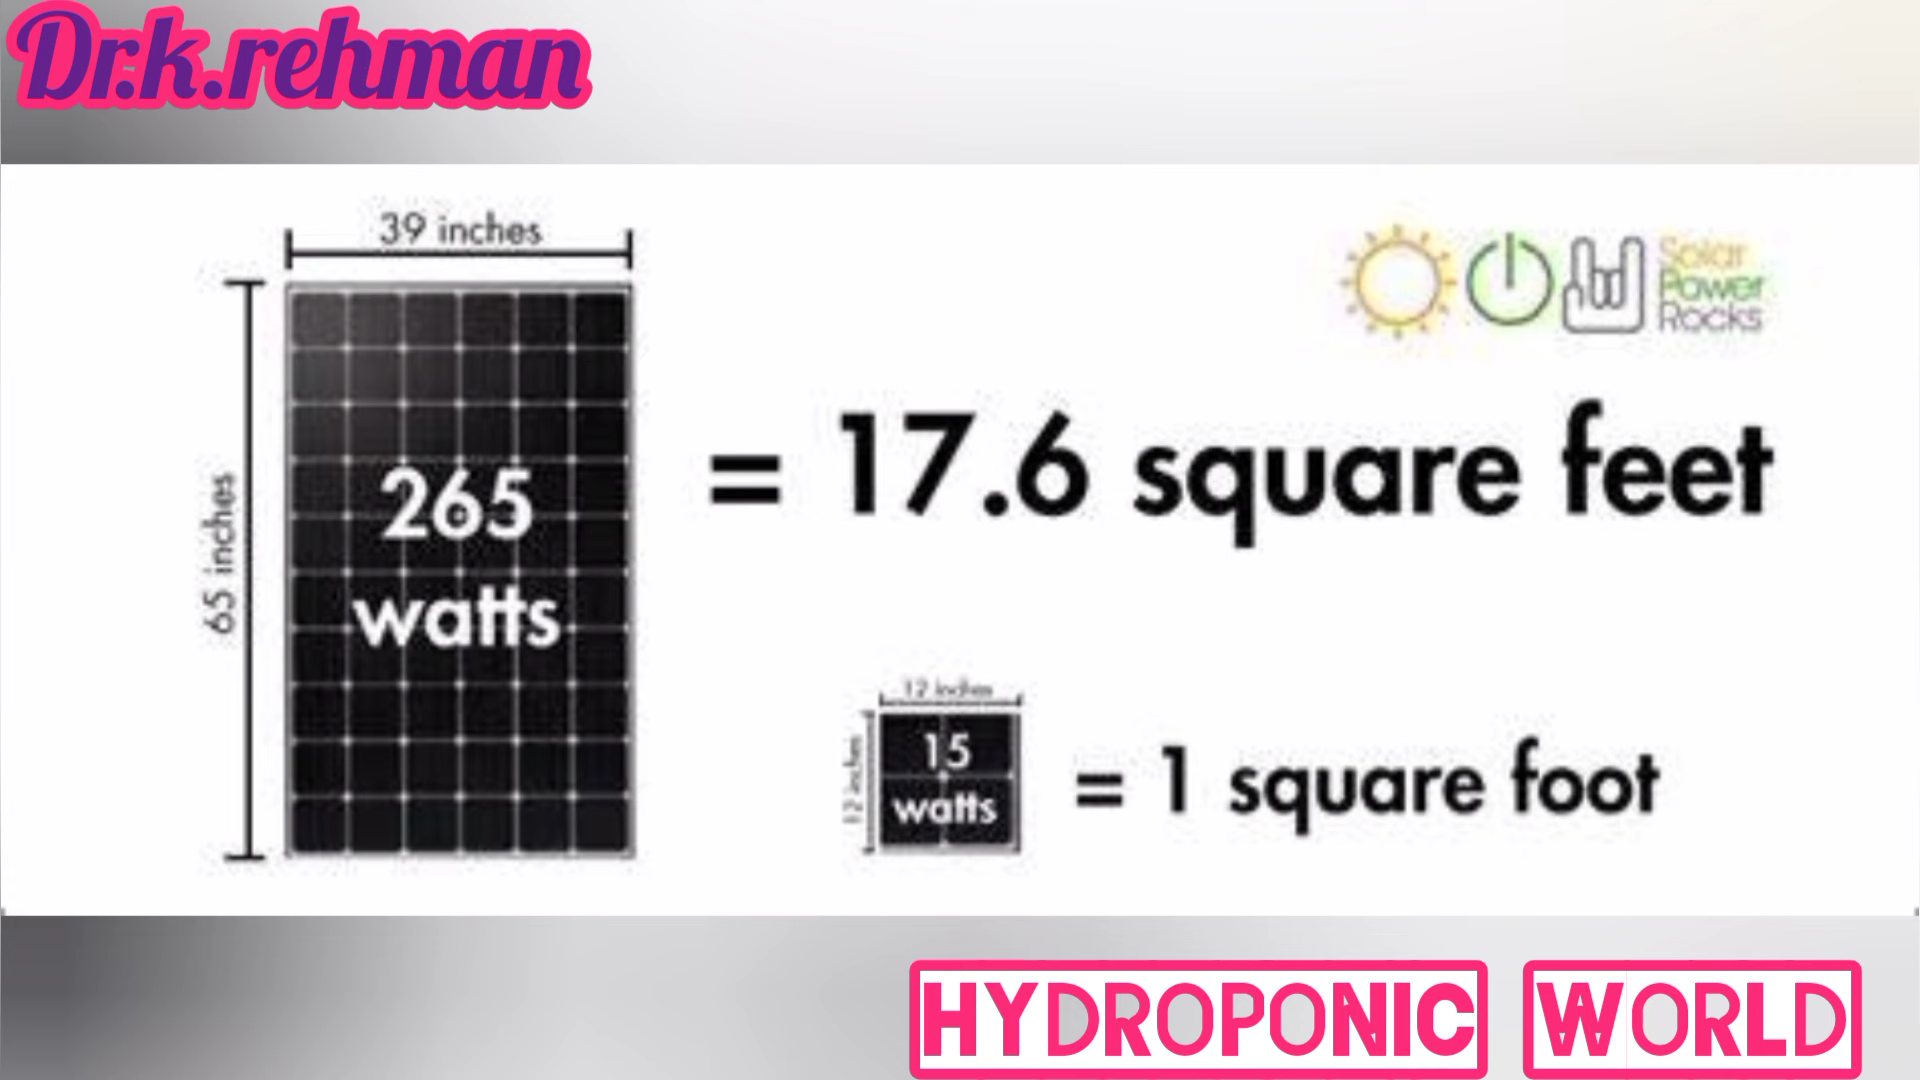 Dr.k.rehman
39 inches
Solar
Power
Rocks
65 inches
265
watts
= 17.6 square feet
12 inches
12 inches
15
watts
= 1 square foot
HYDROPONIC WORLD